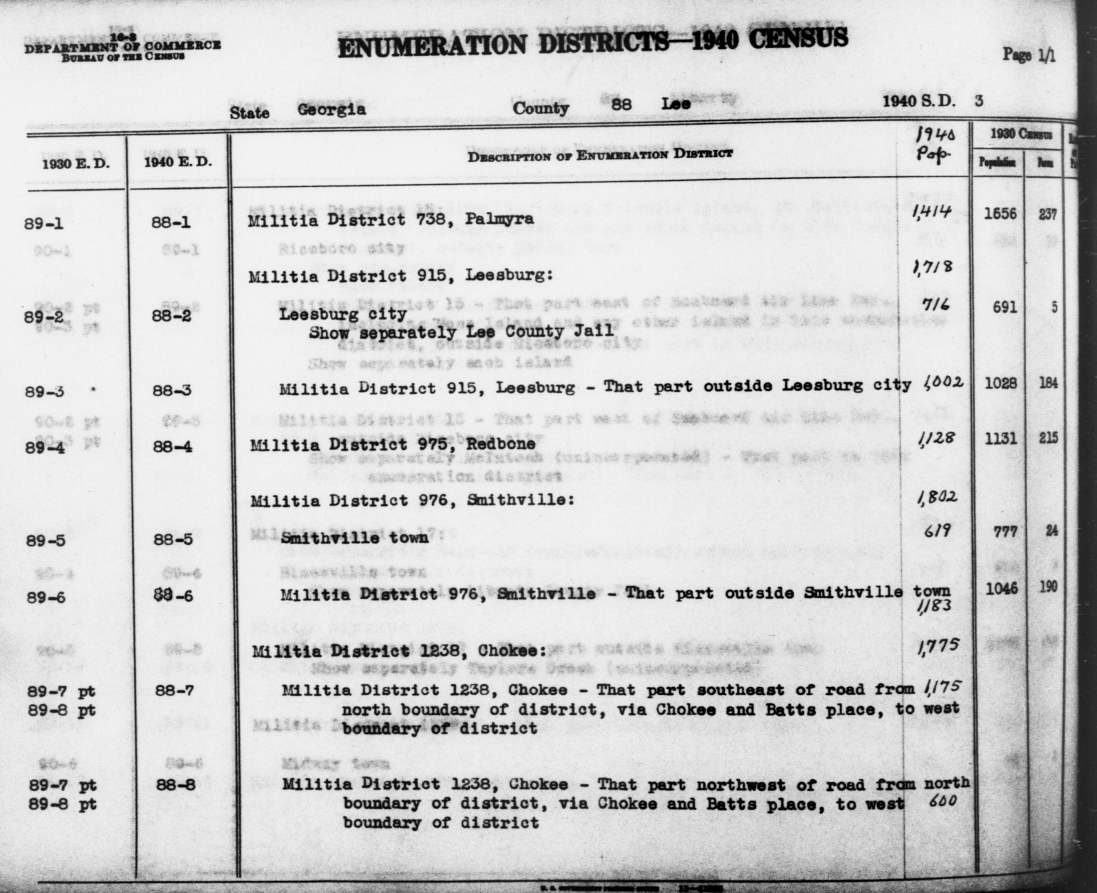 16-8
DEPARTMENT OF COMMERCE
BUREAU OF THE CENSUS
ENUMERATION DISTRICTS—1940 CENSUS
Page 1/1
State Georgia County 88 Lee 1940 S.D. 3
1930 E. D. 1940 E. D. DESCRIPTION OF ENUMERATION DISTRICT 1940 Pop. 1930 CENSUS
Population Farms
89-1 88-1 Militia District 738, Palmyra 1,414 1656 237
Militia District 915, Leesburg: 1,718
89-2 88-2 Leesburg city 716 691 5
Show separately Lee County Jail
89-3 88-3 Militia District 915, Leesburg - That part outside Leesburg city 1,002 1028 184
89-4 88-4 Militia District 975, Redbone 1,128 1131 215
Militia District 976, Smithville: 1,802
89-5 88-5 Smithville town 619 777 24
89-6 88-6 Militia District 976, Smithville - That part outside Smithville town 1046 190
1,183
Militia District 1238, Chokee: 1,775
89-7 pt 88-7 Militia District 1238, Chokee - That part southeast of road from 1,175
89-8 pt north boundary of district, via Chokee and Batts place, to west
boundary of district
89-7 pt 88-8 Militia District 1238, Chokee - That part northwest of road from north
89-8 pt boundary of district, via Chokee and Batts place, to west 600
boundary of district